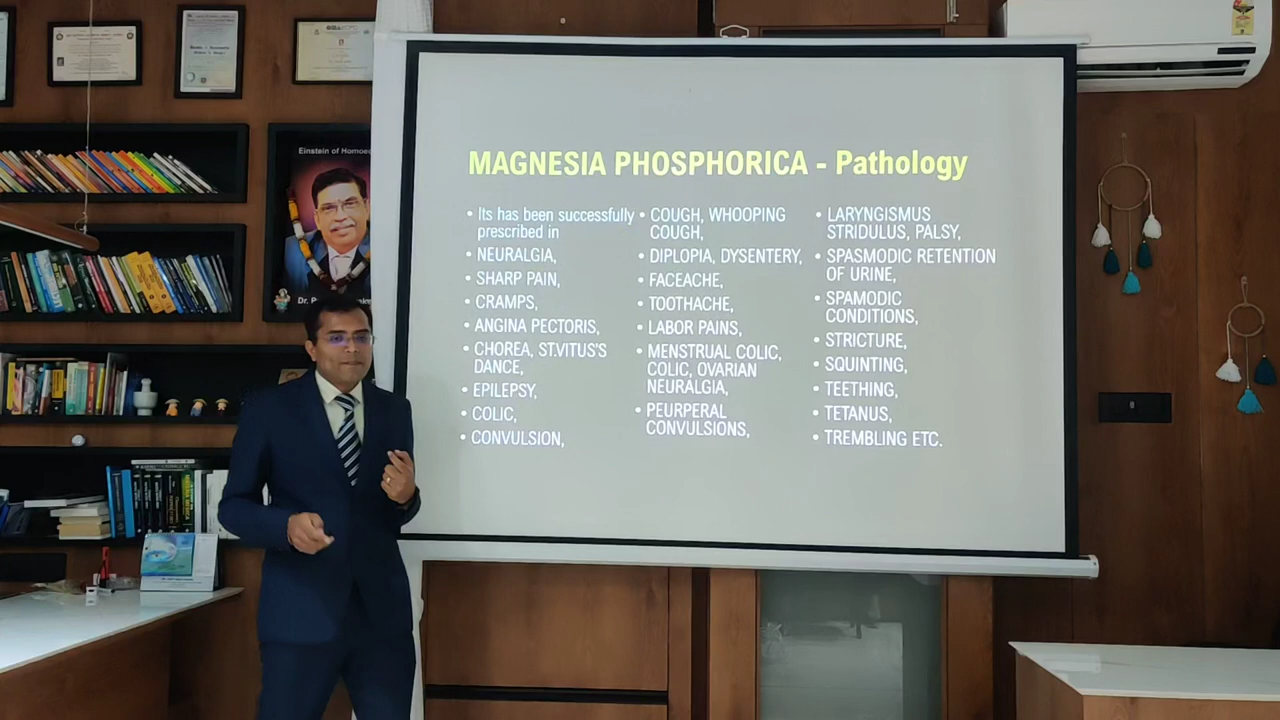 Einstein of Homoeo
Dr. P
MAGNESIA PHOSPHORICA - Pathology
• Its has been successfully
prescribed in
• NEURALGIA,
• SHARP PAIN,
• CRAMPS,
• ANGINA PECTORIS,
• CHOREA, ST.VITUS'S
DANCE,
• EPILEPSY,
• COLIC,
• CONVULSION,
• COUGH, WHOOPING
COUGH,
• DIPLOPIA, DYSENTERY,
• FACEACHE,
• TOOTHACHE,
• LABOR PAINS,
• MENSTRUAL COLIC,
COLIC, OVARIAN
NEURALGIA,
• PEURPERAL
CONVULSIONS,
• LARYNGISMUS
STRIDULUS, PALSY,
• SPASMODIC RETENTION
OF URINE,
• SPAMODIC
CONDITIONS,
• STRICTURE,
• SQUINTING,
• TEETHING,
• TETANUS,
• TREMBLING ETC.